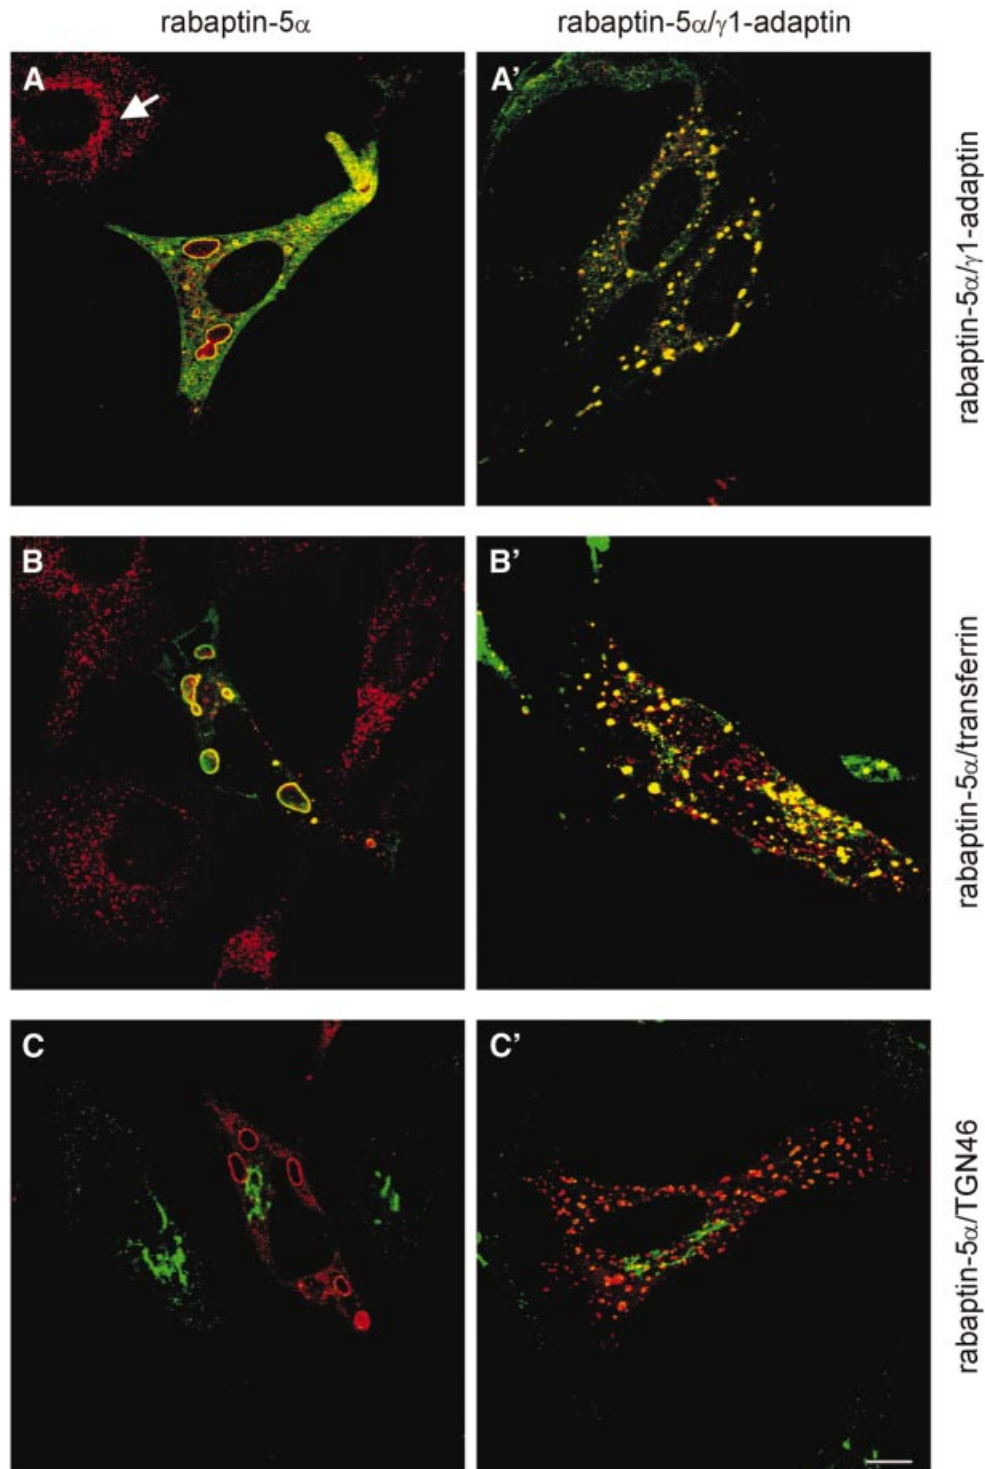 rabaptin-5α
rabaptin-5α/γ1-adaptin
A
A’
rabaptin-5α/γ1-adaptin
B
B’
rabaptin-5α/transferrin
C
C’
rabaptin-5α/TGN46